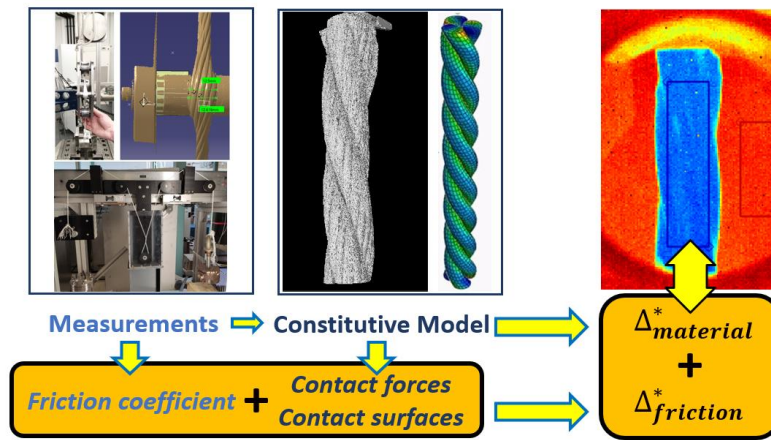 Measurements
Constitutive Model
Friction coefficient + Contact forces
Contact surfaces
Δ*material
+
Δ*friction